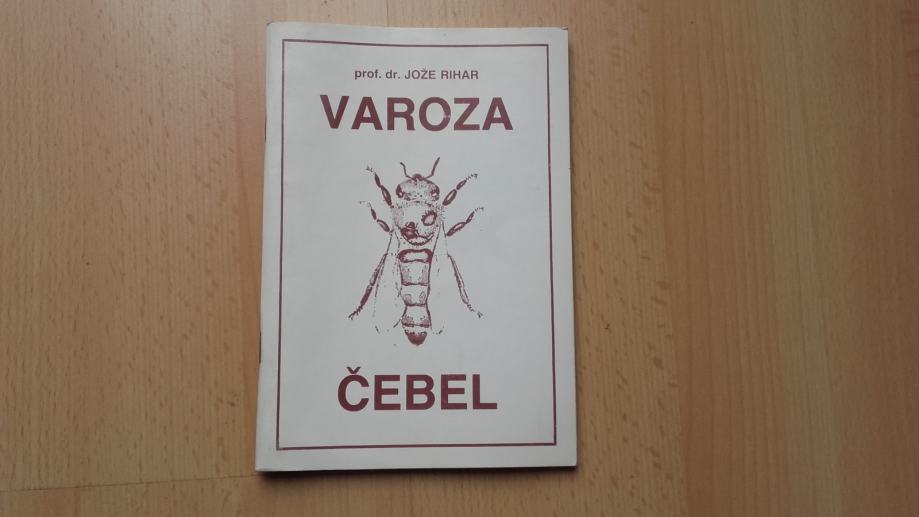 prof. dr. JOŽE RIHAR
VAROZA
ČEBEL